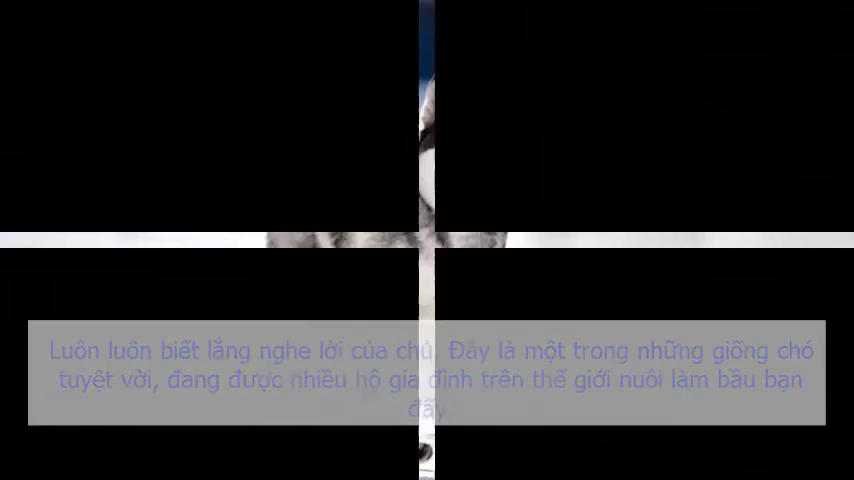 Luôn luôn biết lắng nghe lời của chủ. Đây là một trong những giống chó
tuyệt vời, đang được nhiều hộ gia đình trên thế giới nuôi làm bầu bạn
đấy